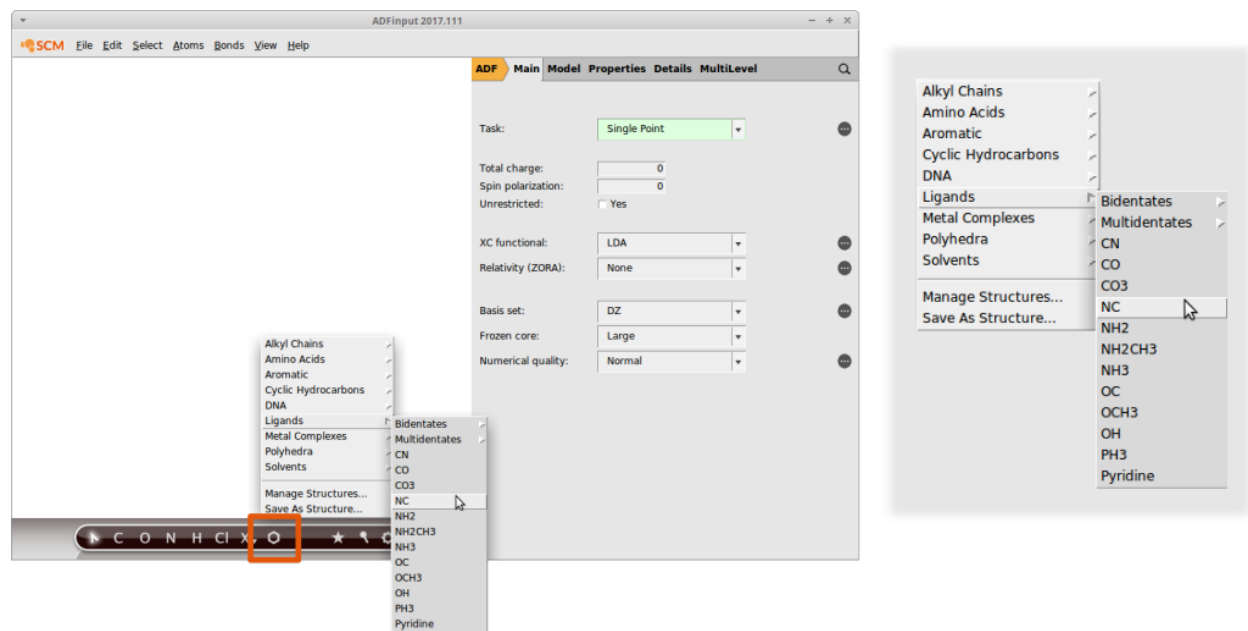 ADFinput 2017.111
SCM File Edit Select Atoms Bonds View Help
ADF Main Model Properties Details MultiLevel
Task: Single Point
Total charge: 0
Spin polarization: 0
Unrestricted: Yes
XC functional: LDA
Relativity (ZORA): None
Basis set: DZ
Frozen core: Large
Numerical quality: Normal
Alkyl Chains
Amino Acids
Aromatic
Cyclic Hydrocarbons
DNA
Ligands
Metal Complexes
Polyhedra
Solvents
Manage Structures...
Save As Structure...
Bidentates
Multidentates
CN
CO
CO3
NC
NH2
NH2CH3
NH3
OC
OCH3
OH
PH3
Pyridine
C O N H Cl X
Alkyl Chains
Amino Acids
Aromatic
Cyclic Hydrocarbons
DNA
Ligands
Metal Complexes
Polyhedra
Solvents
Manage Structures...
Save As Structure...
Bidentates
Multidentates
CN
CO
CO3
NC
NH2
NH2CH3
NH3
OC
OCH3
OH
PH3
Pyridine